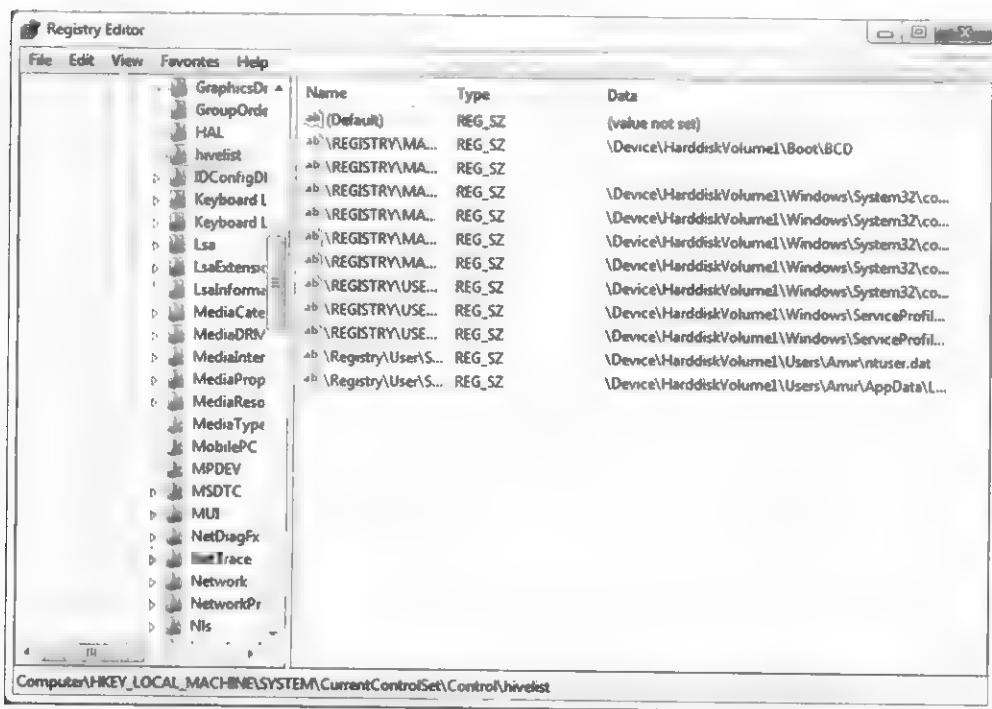 Registry Editor
File Edit View Favorites Help
GraphicsDr
GroupOrde
HAL
hivelist
IDConfigDB
Keyboard L
Keyboard L
Lsa
LsaExtensio
LsaInforma
MediaCate
MediaDRM
MediaInter
MediaProp
MediaReso
MediaType
MobilePC
MPDEV
MSDTC
MUI
NetDiagFx
Network
NetworkPr
Nls
Name Type Data
(Default) REG_SZ (value not set)
\REGISTRY\MA... REG_SZ \Device\HarddiskVolume1\Boot\BCD
\REGISTRY\MA... REG_SZ
\REGISTRY\MA... REG_SZ \Device\HarddiskVolume1\Windows\System32\co...
\REGISTRY\MA... REG_SZ \Device\HarddiskVolume1\Windows\System32\co...
\REGISTRY\MA... REG_SZ \Device\HarddiskVolume1\Windows\System32\co...
\REGISTRY\MA... REG_SZ \Device\HarddiskVolume1\Windows\System32\co...
\REGISTRY\USE... REG_SZ \Device\HarddiskVolume1\Windows\System32\co...
\REGISTRY\USE... REG_SZ \Device\HarddiskVolume1\Windows\ServiceProfil...
\REGISTRY\USE... REG_SZ \Device\HarddiskVolume1\Windows\ServiceProfil...
\Registry\User\S... REG_SZ \Device\HarddiskVolume1\Users\Amir\ntuser.dat
\Registry\User\S... REG_SZ \Device\HarddiskVolume1\Users\Amir\AppData\L...
Computer\HKEY_LOCAL_MACHINE\SYSTEM\CurrentControlSet\Control\hivelist